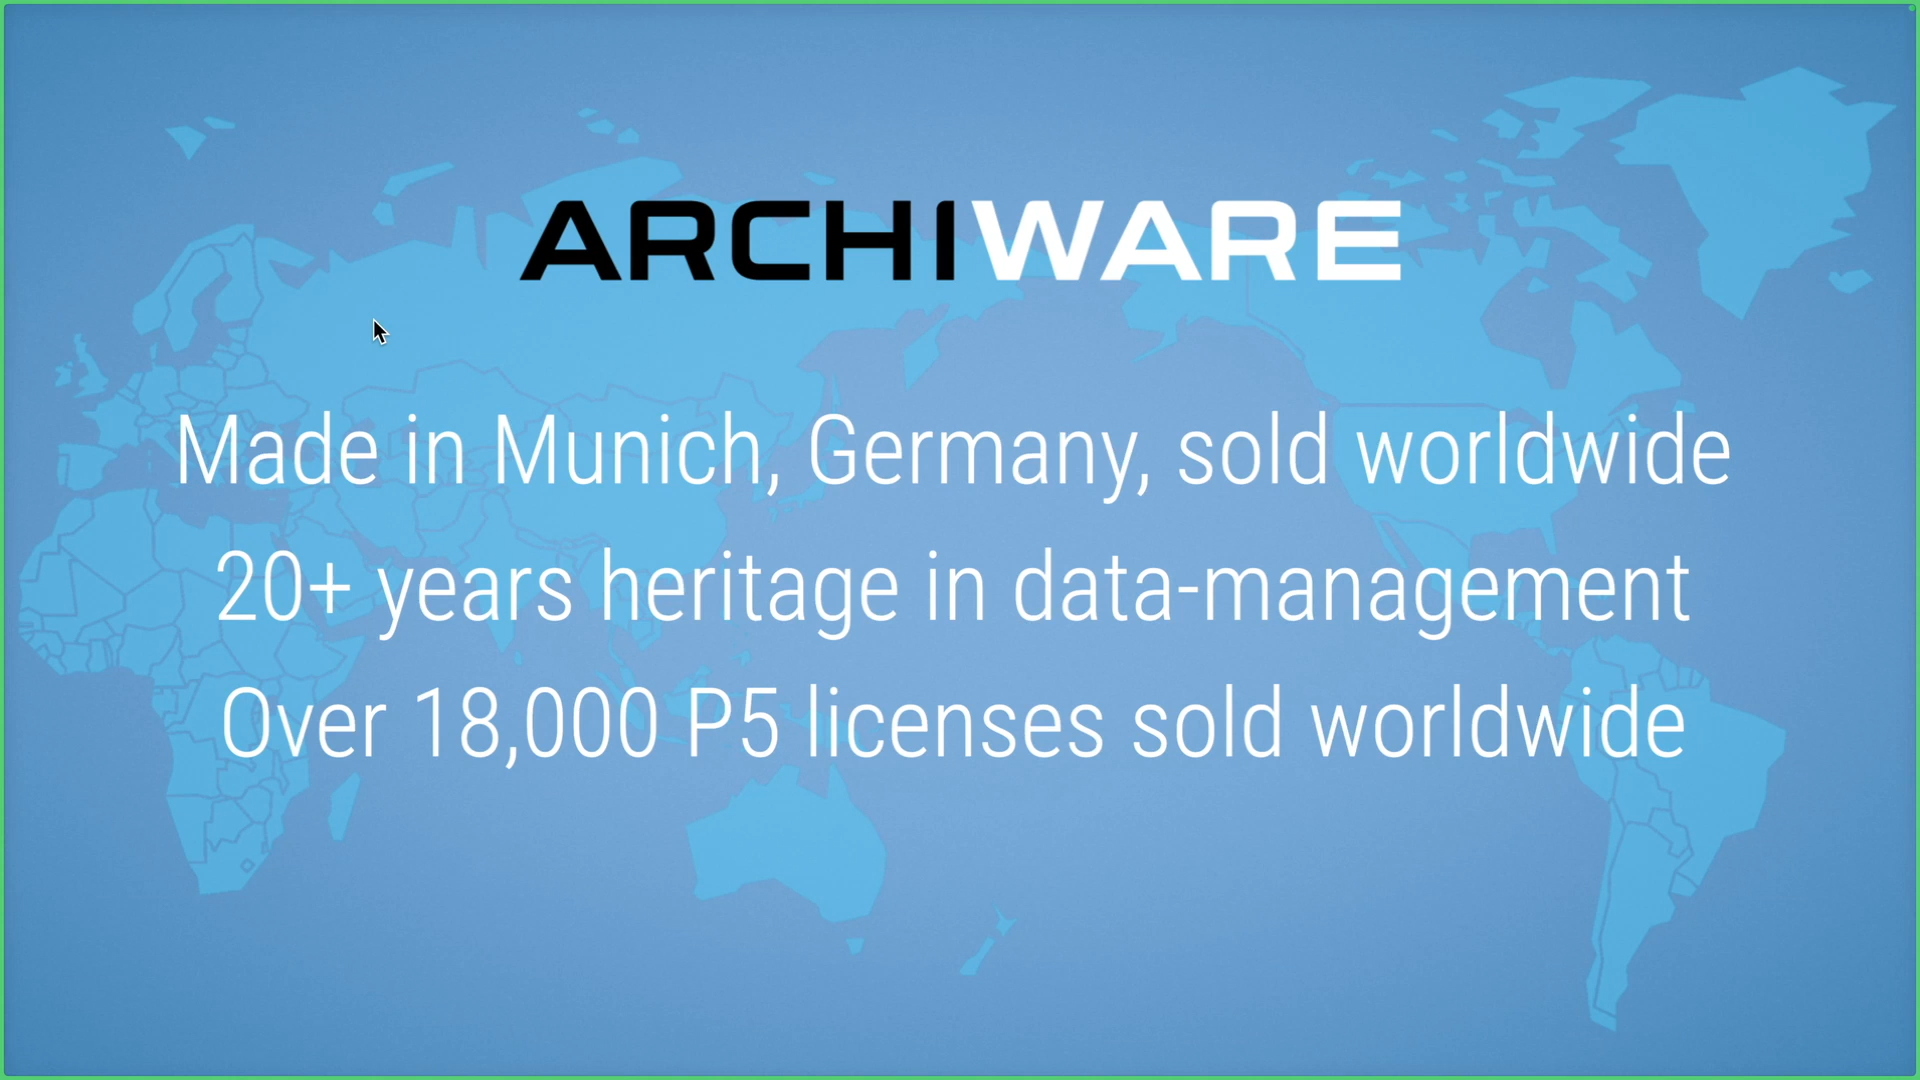 ARCHIWARE
Made in Munich, Germany, sold worldwide
20+ years heritage in data-management
Over 18,000 P5 licenses sold worldwide